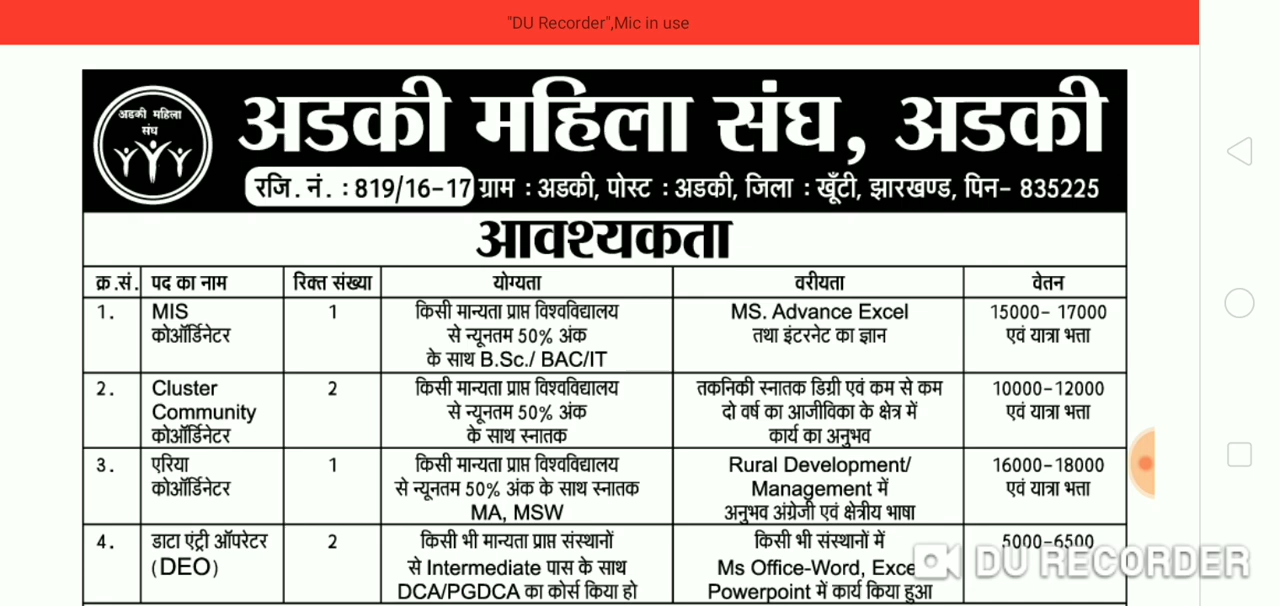 "DU Recorder",Mic in use
अडकी महिला
संघ
अडकी महिला संघ, अडकी
रजि. नं. : 819/16-17 ग्राम : अडकी, पोस्ट : अडकी, जिला : खूँटी, झारखण्ड, पिन- 835225
आवश्यकता
क्र.सं. पद का नाम रिक्त संख्या योग्यता वरीयता वेतन
1. MIS 1 किसी मान्यता प्राप्त विश्वविद्यालय MS. Advance Excel 15000- 17000
कोऑर्डिनेटर से न्यूनतम 50% अंक तथा इंटरनेट का ज्ञान एवं यात्रा भत्ता
के साथ B.Sc./ BAC/IT
2. Cluster 2 किसी मान्यता प्राप्त विश्वविद्यालय तकनिकी स्नातक डिग्री एवं कम से कम 10000-12000
Community से न्यूनतम 50% अंक दो वर्ष का आजीविका के क्षेत्र में एवं यात्रा भत्ता
कोऑर्डिनेटर के साथ स्नातक कार्य का अनुभव
3. एरिया 1 किसी मान्यता प्राप्त विश्वविद्यालय Rural Development/ 16000-18000
कोऑर्डिनेटर से न्यूनतम 50% अंक के साथ स्नातक Management में एवं यात्रा भत्ता
MA, MSW अनुभव अंग्रेजी एवं क्षेत्रीय भाषा
4. डाटा एंट्री ऑपरेटर 2 किसी भी मान्यता प्राप्त संस्थानों किसी भी संस्थानों में 5000-6500
(DEO) से Intermediate पास के साथ Ms Office-Word, Exce
DU RECORDER
DCA/PGDCA का कोर्स किया हो Powerpoint में कार्य किया हुआ